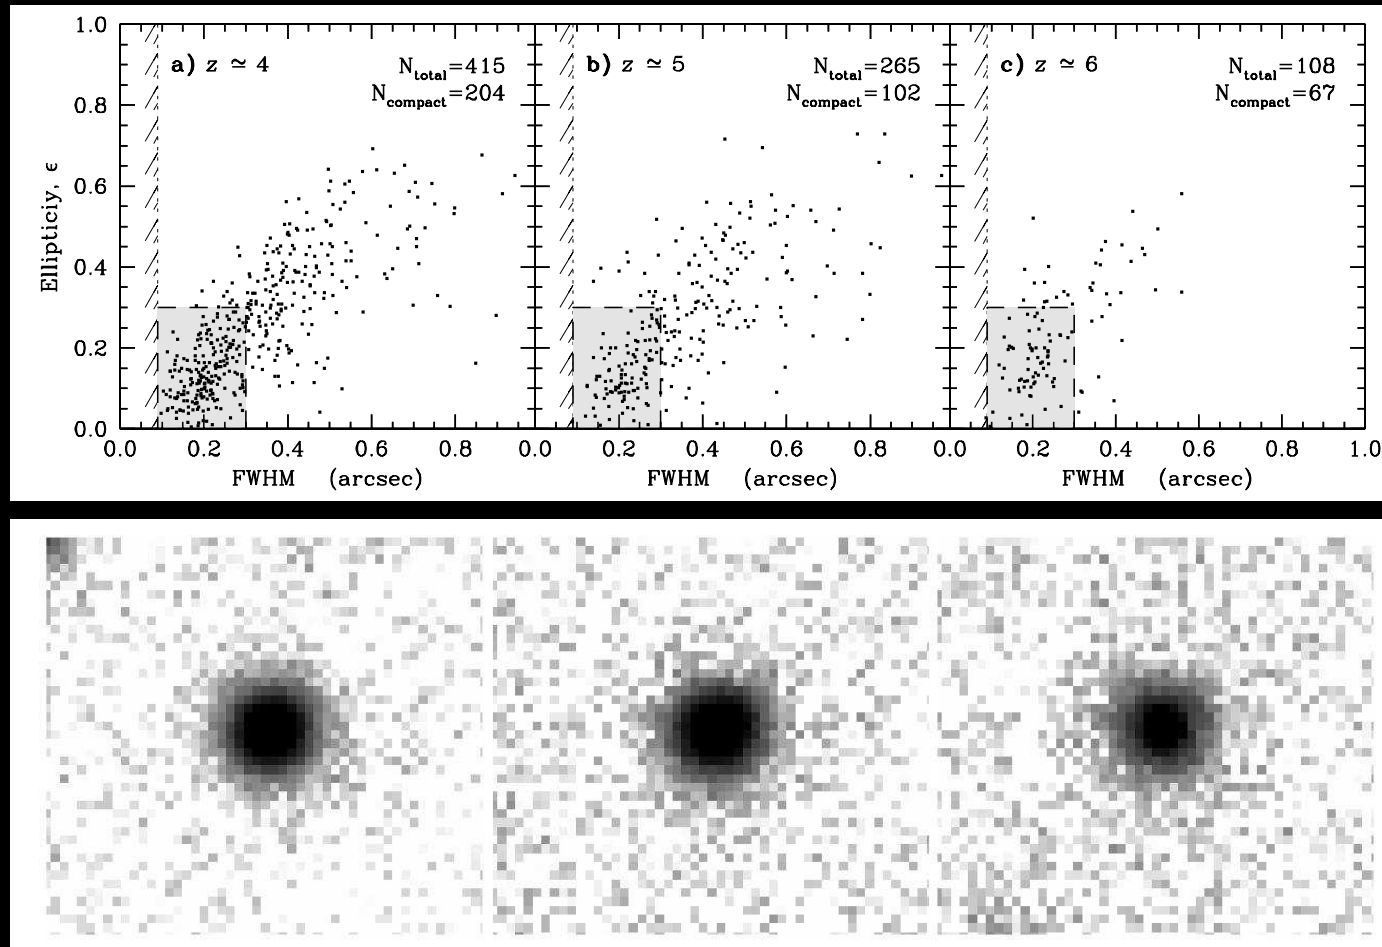 1.0
0.8
0.6
0.4
0.2
0.0
Ellipticiy, ε
a) z ≃ 4
N_total=415
N_compact=204
b) z ≃ 5
N_total=265
N_compact=102
c) z ≃ 6
N_total=108
N_compact=67
0.0 0.2 0.4 0.6 0.8 0.0 0.2 0.4 0.6 0.8 0.0 0.2 0.4 0.6 0.8 1.0
FWHM (arcsec) FWHM (arcsec) FWHM (arcsec)